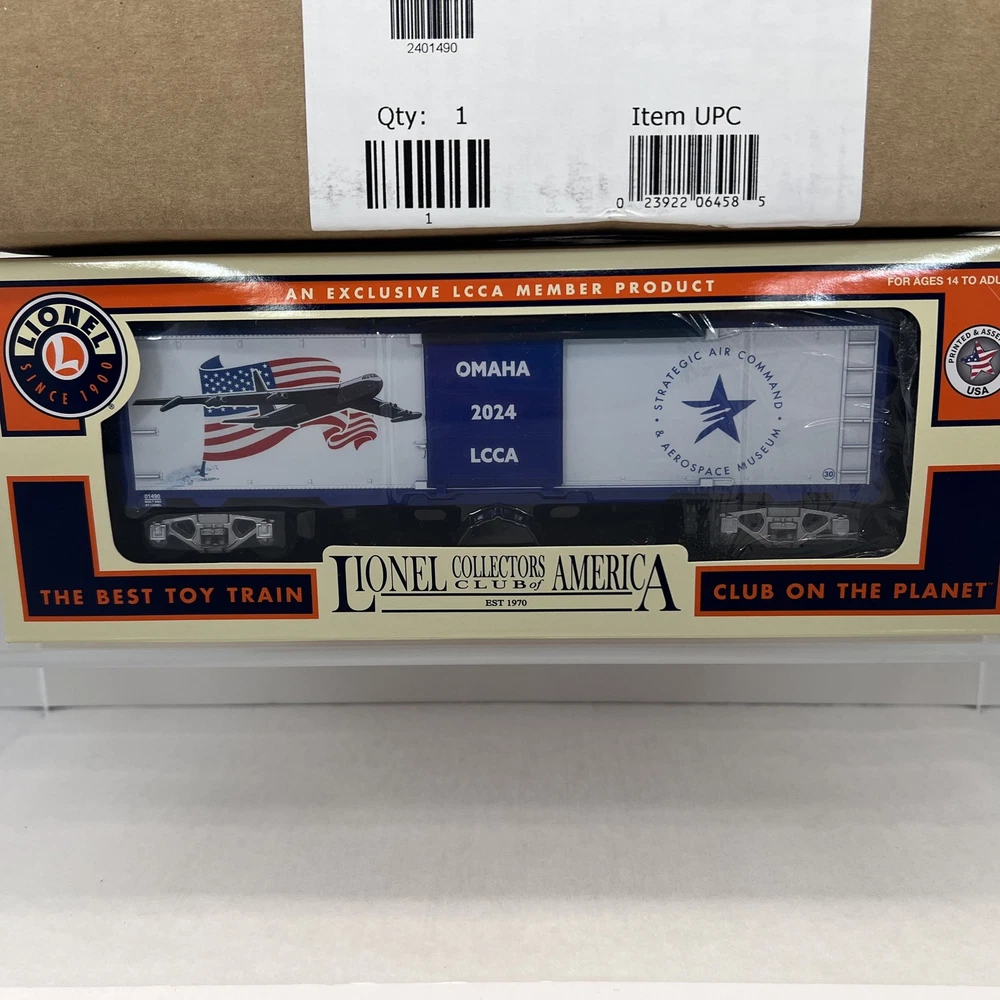 2401490
Qty: 1
Item UPC
1
0 23922 06458 5
AN EXCLUSIVE LCCA MEMBER PRODUCT
FOR AGES 14 TO ADU
LIONEL
L
SINCE 1900
®
PRINTED & ASSE
USA
OMAHA
2024
LCCA
STRATEGIC AIR COMMAND
& AEROSPACE MUSEUM
30
01490
THE BEST TOY TRAIN
LIONEL COLLECTORS CLUB of AMERICA
EST 1970
CLUB ON THE PLANET